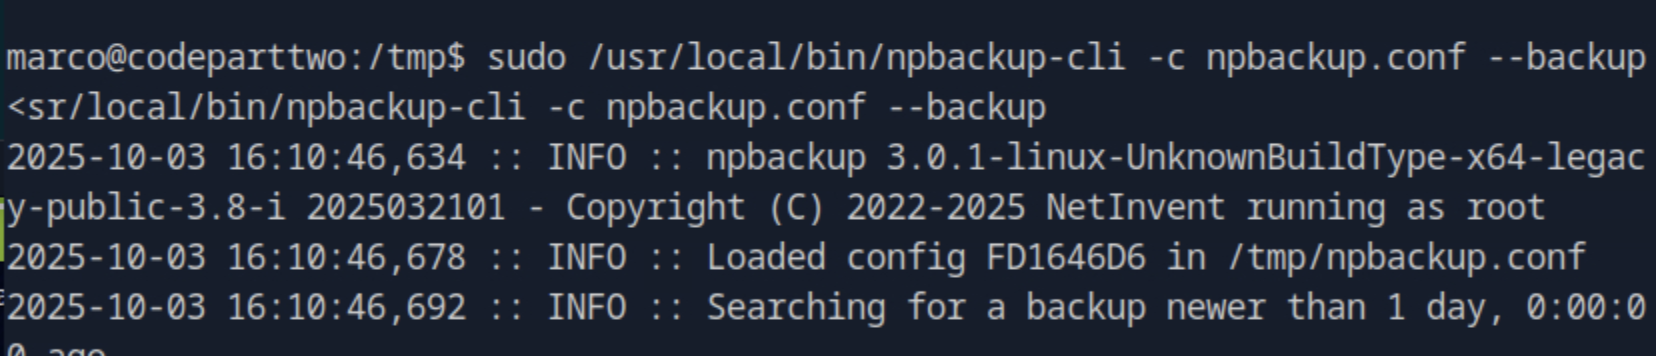 marco@codeparttwo:/tmp$ sudo /usr/local/bin/npbackup-cli -c npbackup.conf --backup
<sr/local/bin/npbackup-cli -c npbackup.conf --backup
2025-10-03 16:10:46,634 :: INFO :: npbackup 3.0.1-linux-UnknownBuildType-x64-legac
y-public-3.8-i 2025032101 - Copyright (C) 2022-2025 NetInvent running as root
2025-10-03 16:10:46,678 :: INFO :: Loaded config FD1646D6 in /tmp/npbackup.conf
2025-10-03 16:10:46,692 :: INFO :: Searching for a backup newer than 1 day, 0:00:0
0 ago